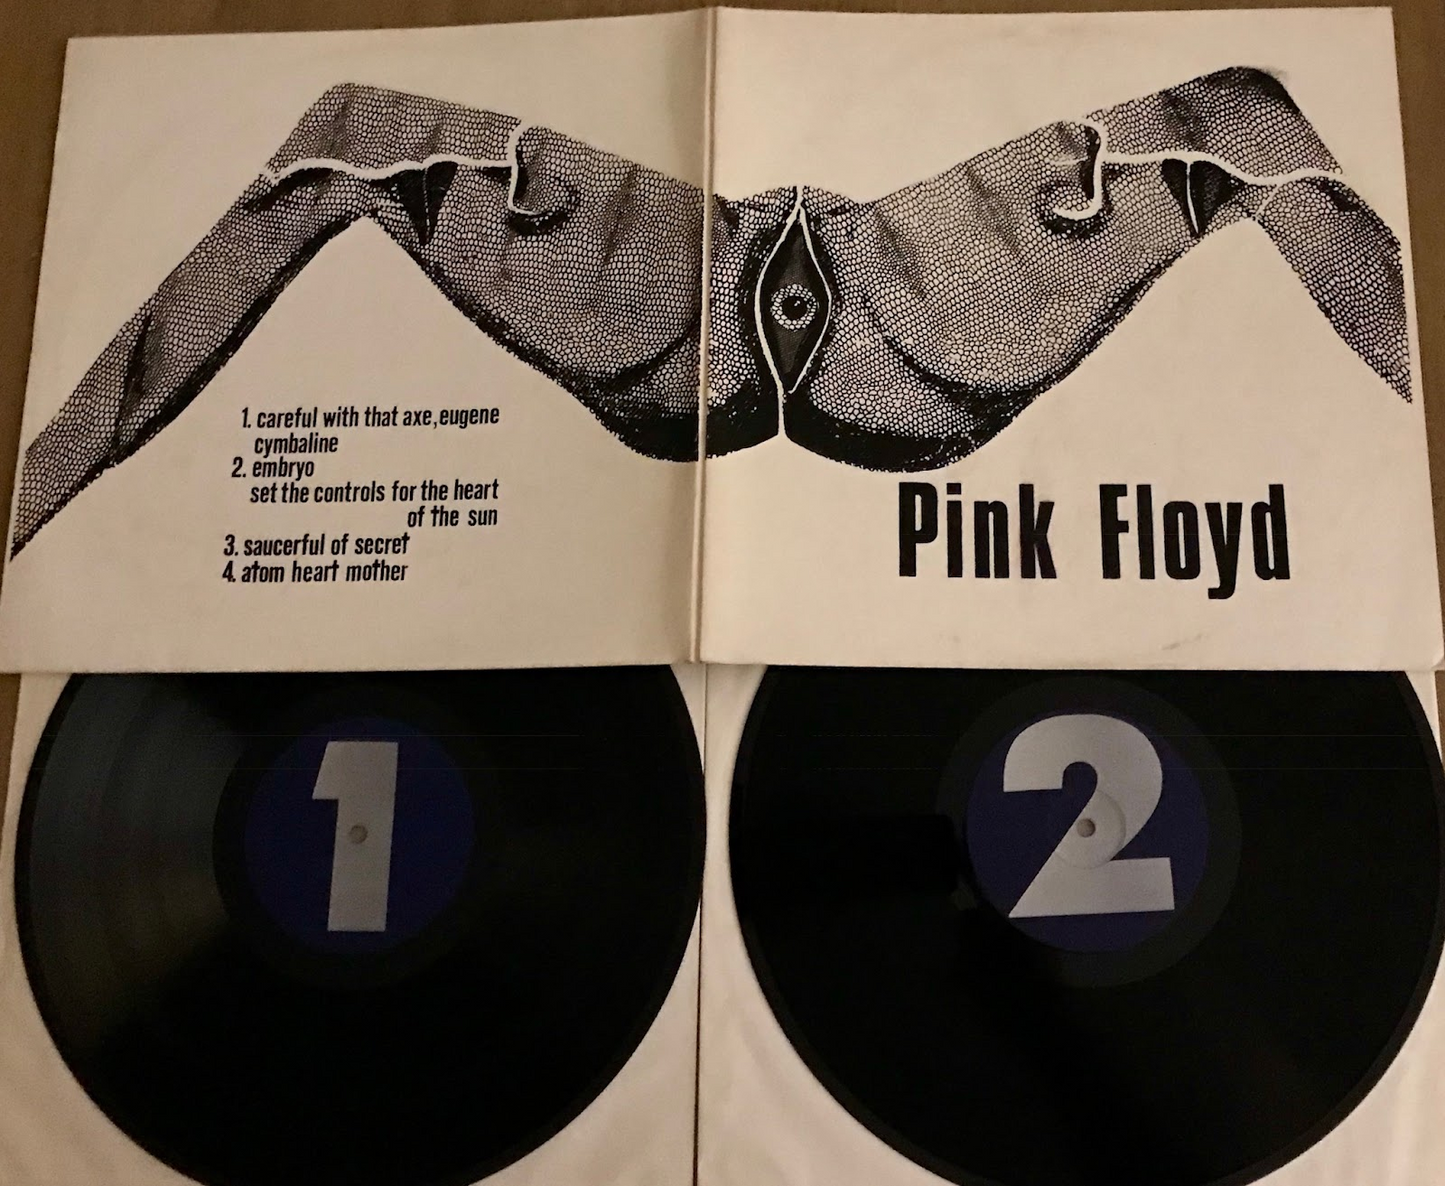 1. careful with that axe, eugene
cymbaline
2. embryo
set the controls for the heart
of the sun
3. saucerful of secret
4. atom heart mother
Pink Floyd
1
2